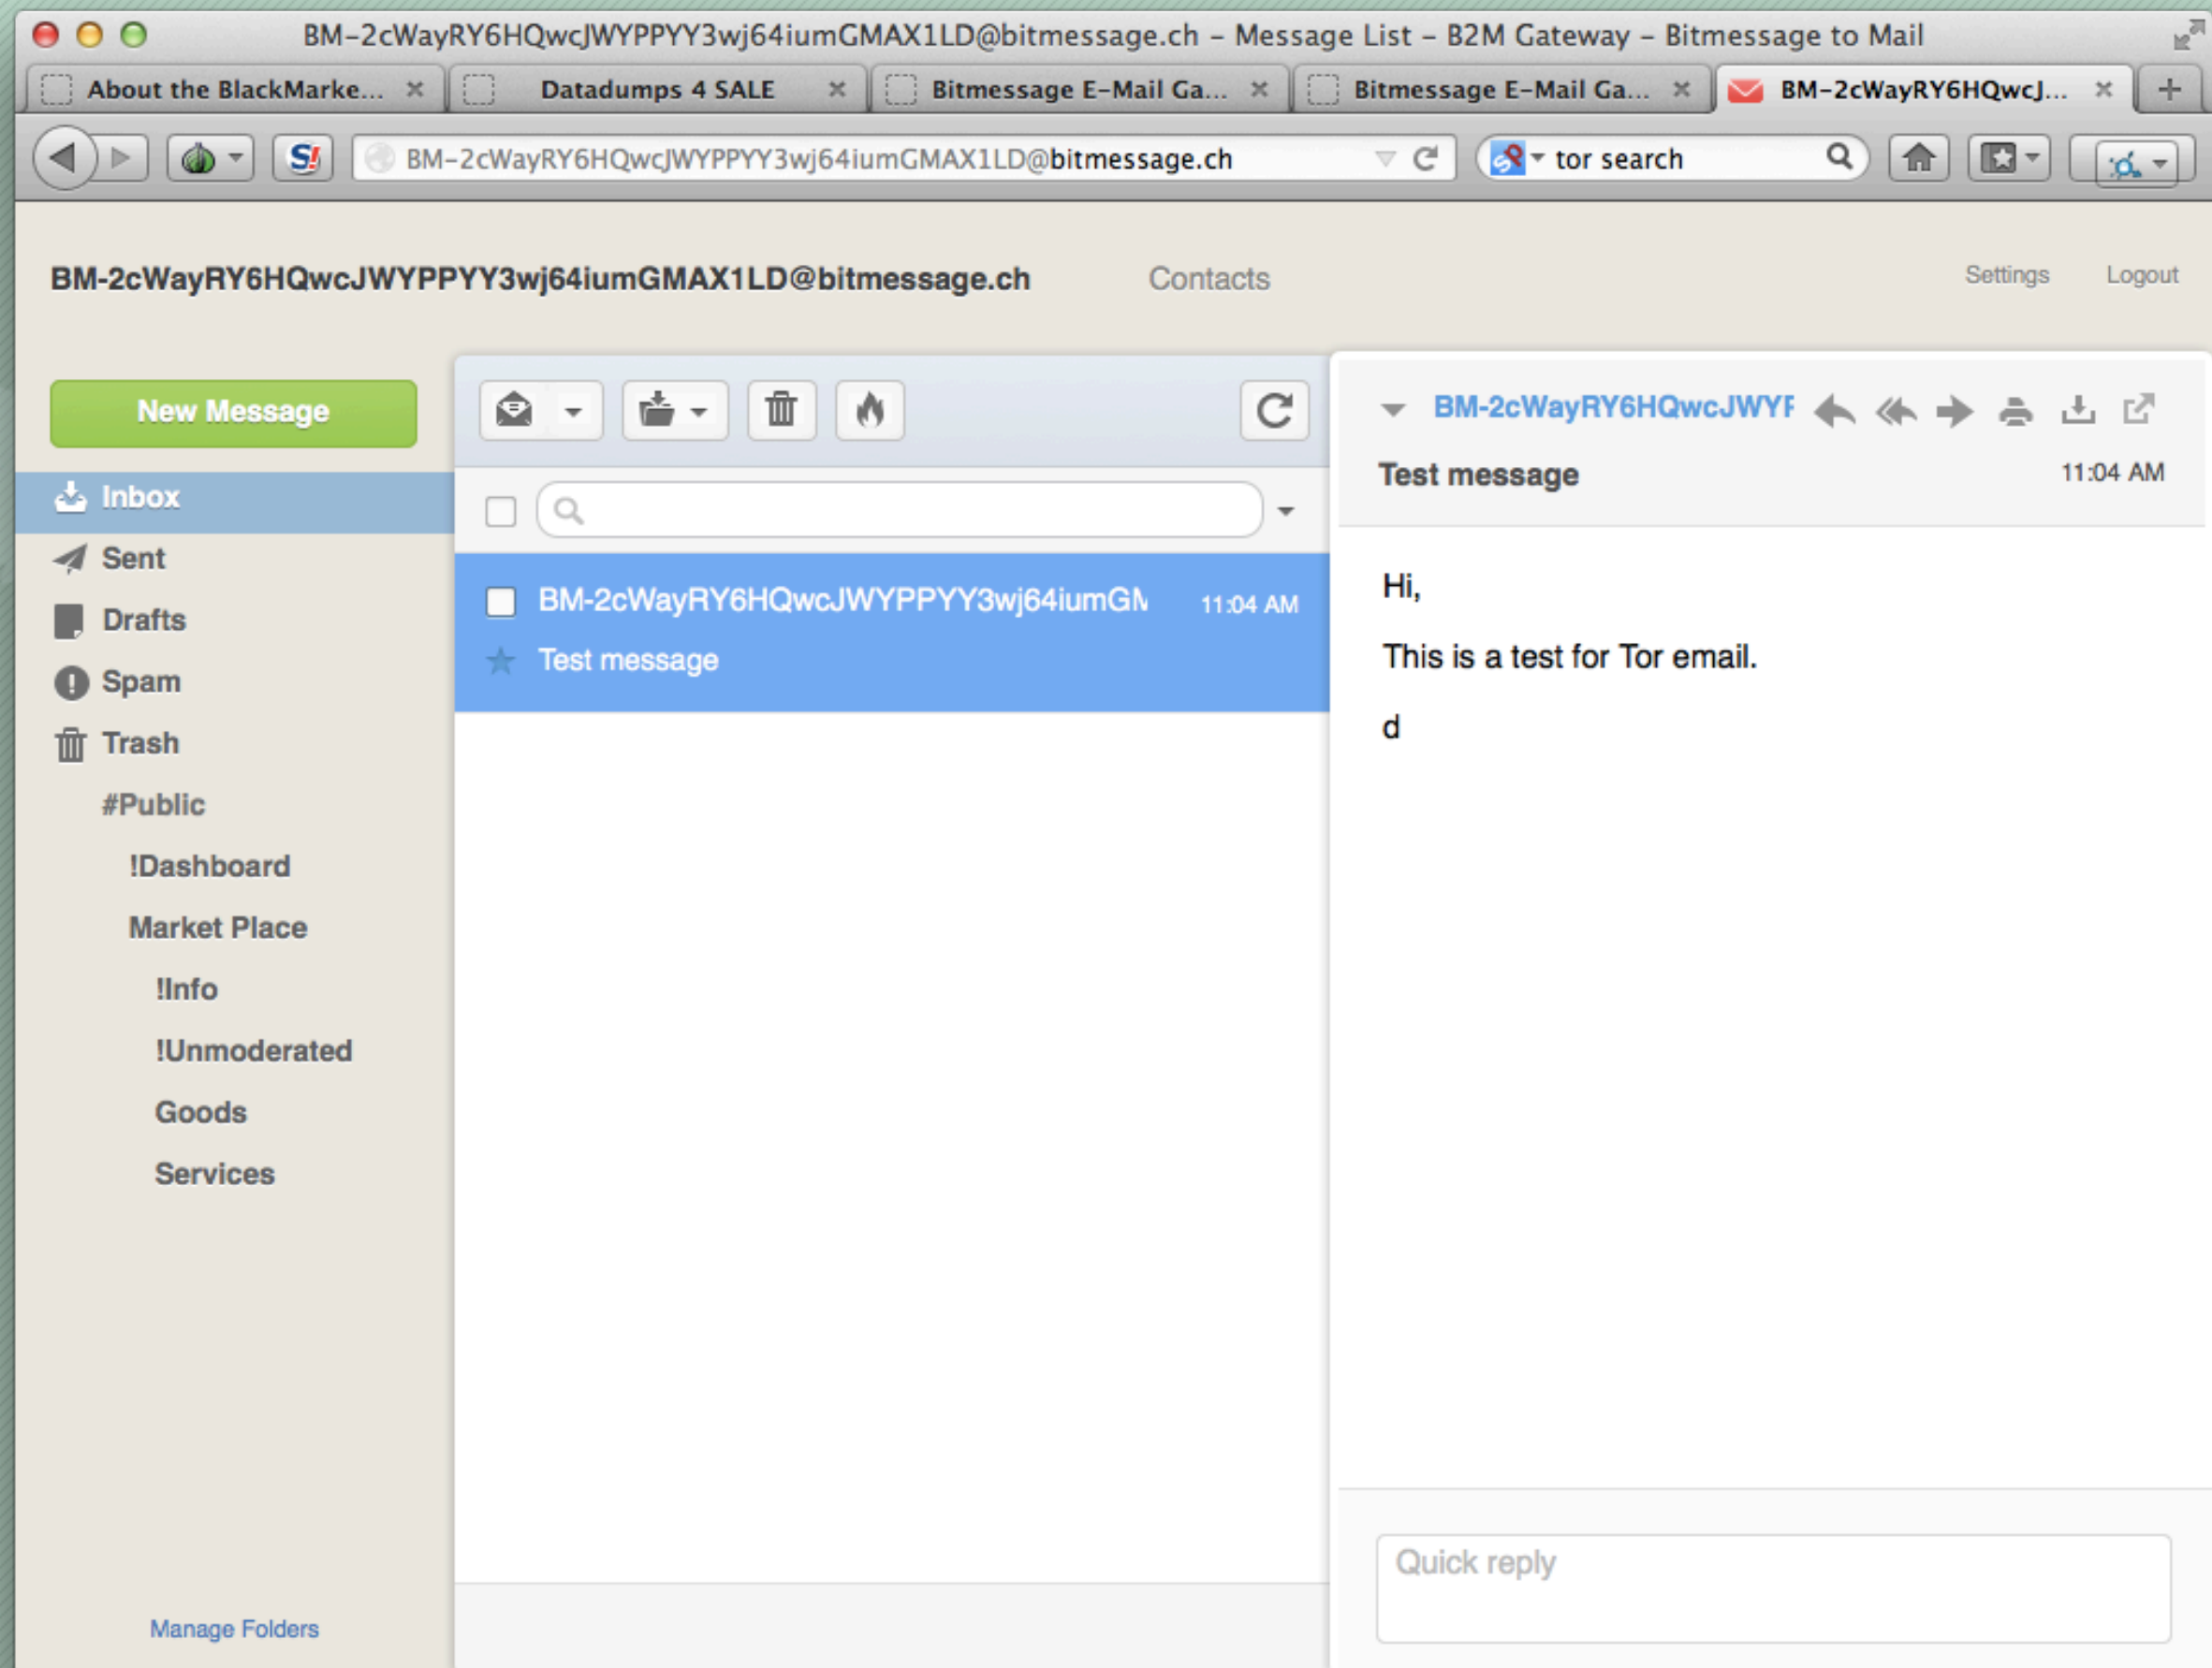 BM-2cWayRY6HQwcJWYPPYY3wj64iumGMAX1LD@bitmessage.ch – Message List – B2M Gateway – Bitmessage to Mail
About the BlackMarke... Datadumps 4 SALE Bitmessage E-Mail Ga... Bitmessage E-Mail Ga... BM-2cWayRY6HQwcJ...
BM-2cWayRY6HQwcJWYPPYY3wj64iumGMAX1LD@bitmessage.ch tor search
BM-2cWayRY6HQwcJWYPPYY3wj64iumGMAX1LD@bitmessage.ch Contacts Settings Logout
New Message
Inbox
Sent
Drafts
Spam
Trash
#Public
!Dashboard
Market Place
!Info
!Unmoderated
Goods
Services
Manage Folders
BM-2cWayRY6HQwcJWYPPYY3wj64iumGM 11:04 AM
Test message
BM-2cWayRY6HQwcJWYP
Test message 11:04 AM
Hi,
This is a test for Tor email.
d
Quick reply